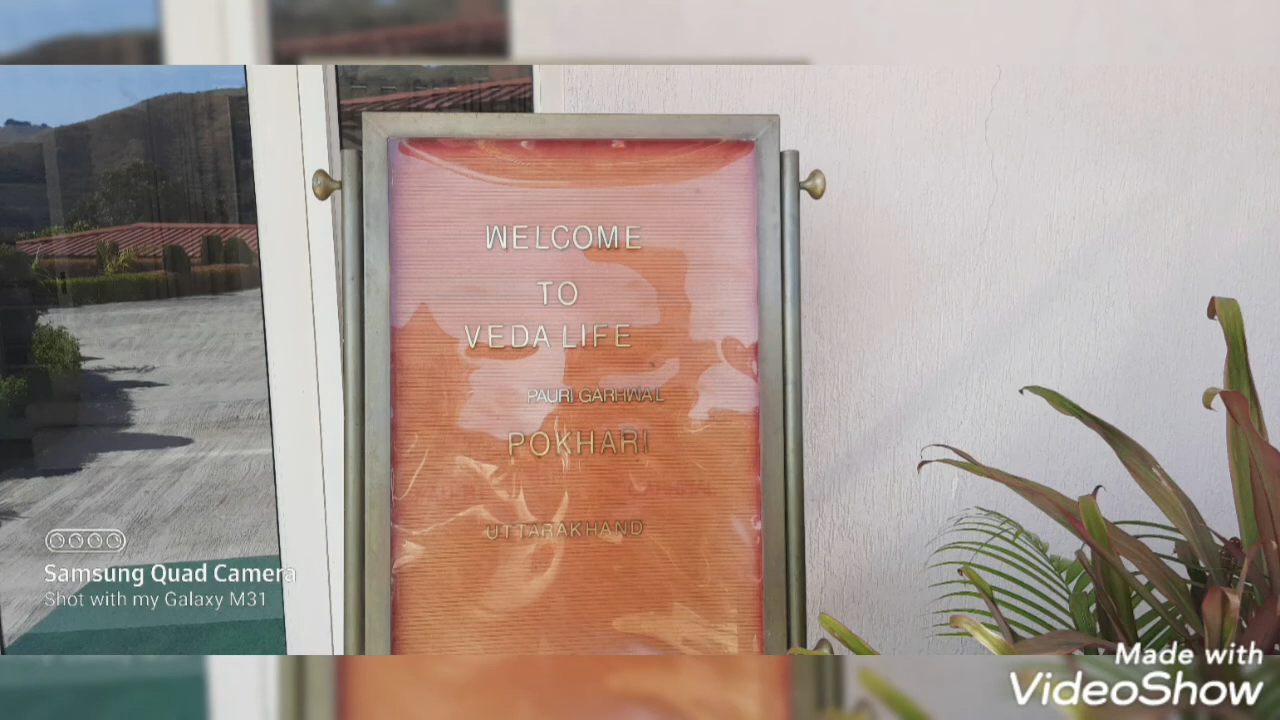 WELCOME
TO
VEDA LIFE
PAURI GARHWAL
POKHARI
UTTARAKHAND
Samsung Quad Camera
Shot with my Galaxy M31
Made with
VideoShow